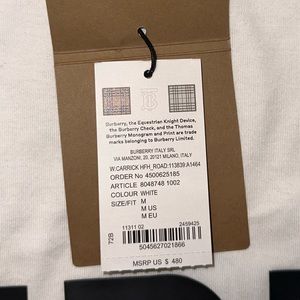 Burberry, the Equestrian Knight Device,
the Burberry Check, and the Thomas
Burberry Monogram and Print are trade
marks belonging to Burberry Limited.
BURBERRY ITALY SRL
VIA MANZONI, 20, 20121 MILANO, ITALY
W:CARRICK HFH_ROAD:113839:A1464
ORDER No 4500625185
ARTICLE 8048748 1002
COLOUR WHITE
SIZE/FIT M
M US
M EU
72B
11311 02
2459425
5045627021866
MSRP US $ 480